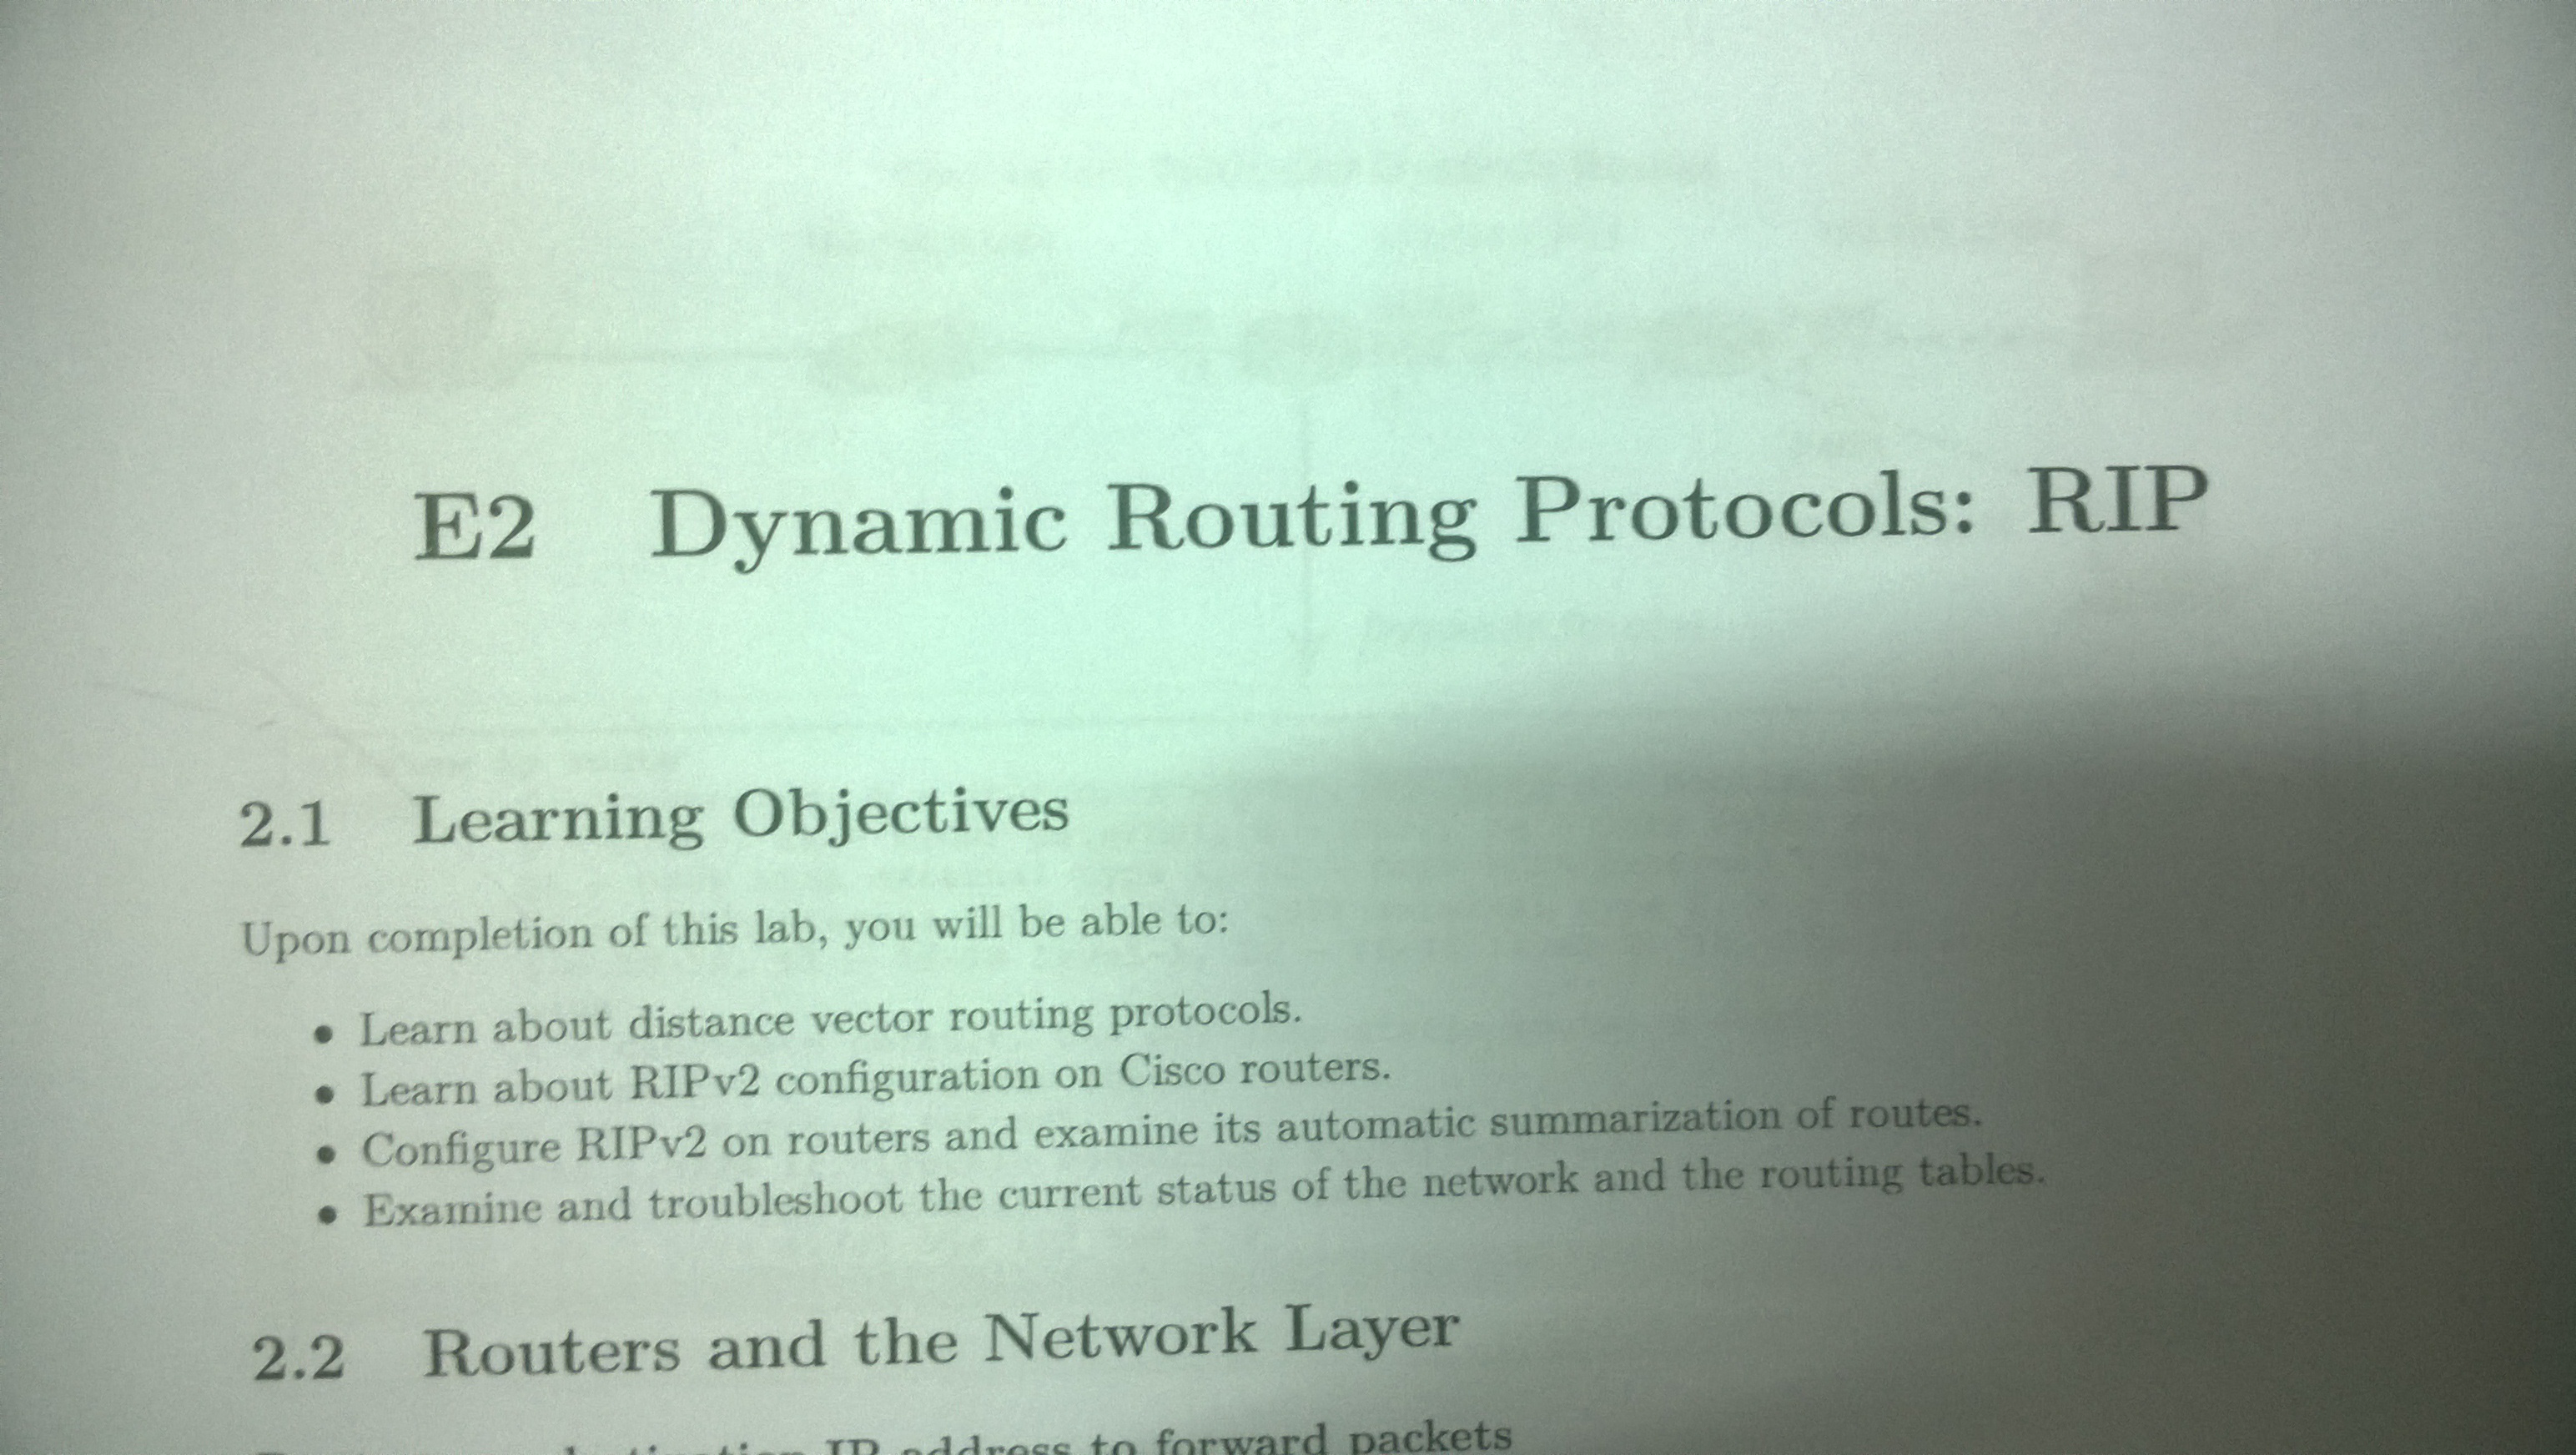 E2 Dynamic Routing Protocols: RIP
2.1 Learning Objectives
Upon completion of this lab, you will be able to:
• Learn about distance vector routing protocols.
• Learn about RIPv2 configuration on Cisco routers.
• Configure RIPv2 on routers and examine its automatic summarization of routes.
• Examine and troubleshoot the current status of the network and the routing tables.
2.2 Routers and the Network Layer
IP address to forward packets